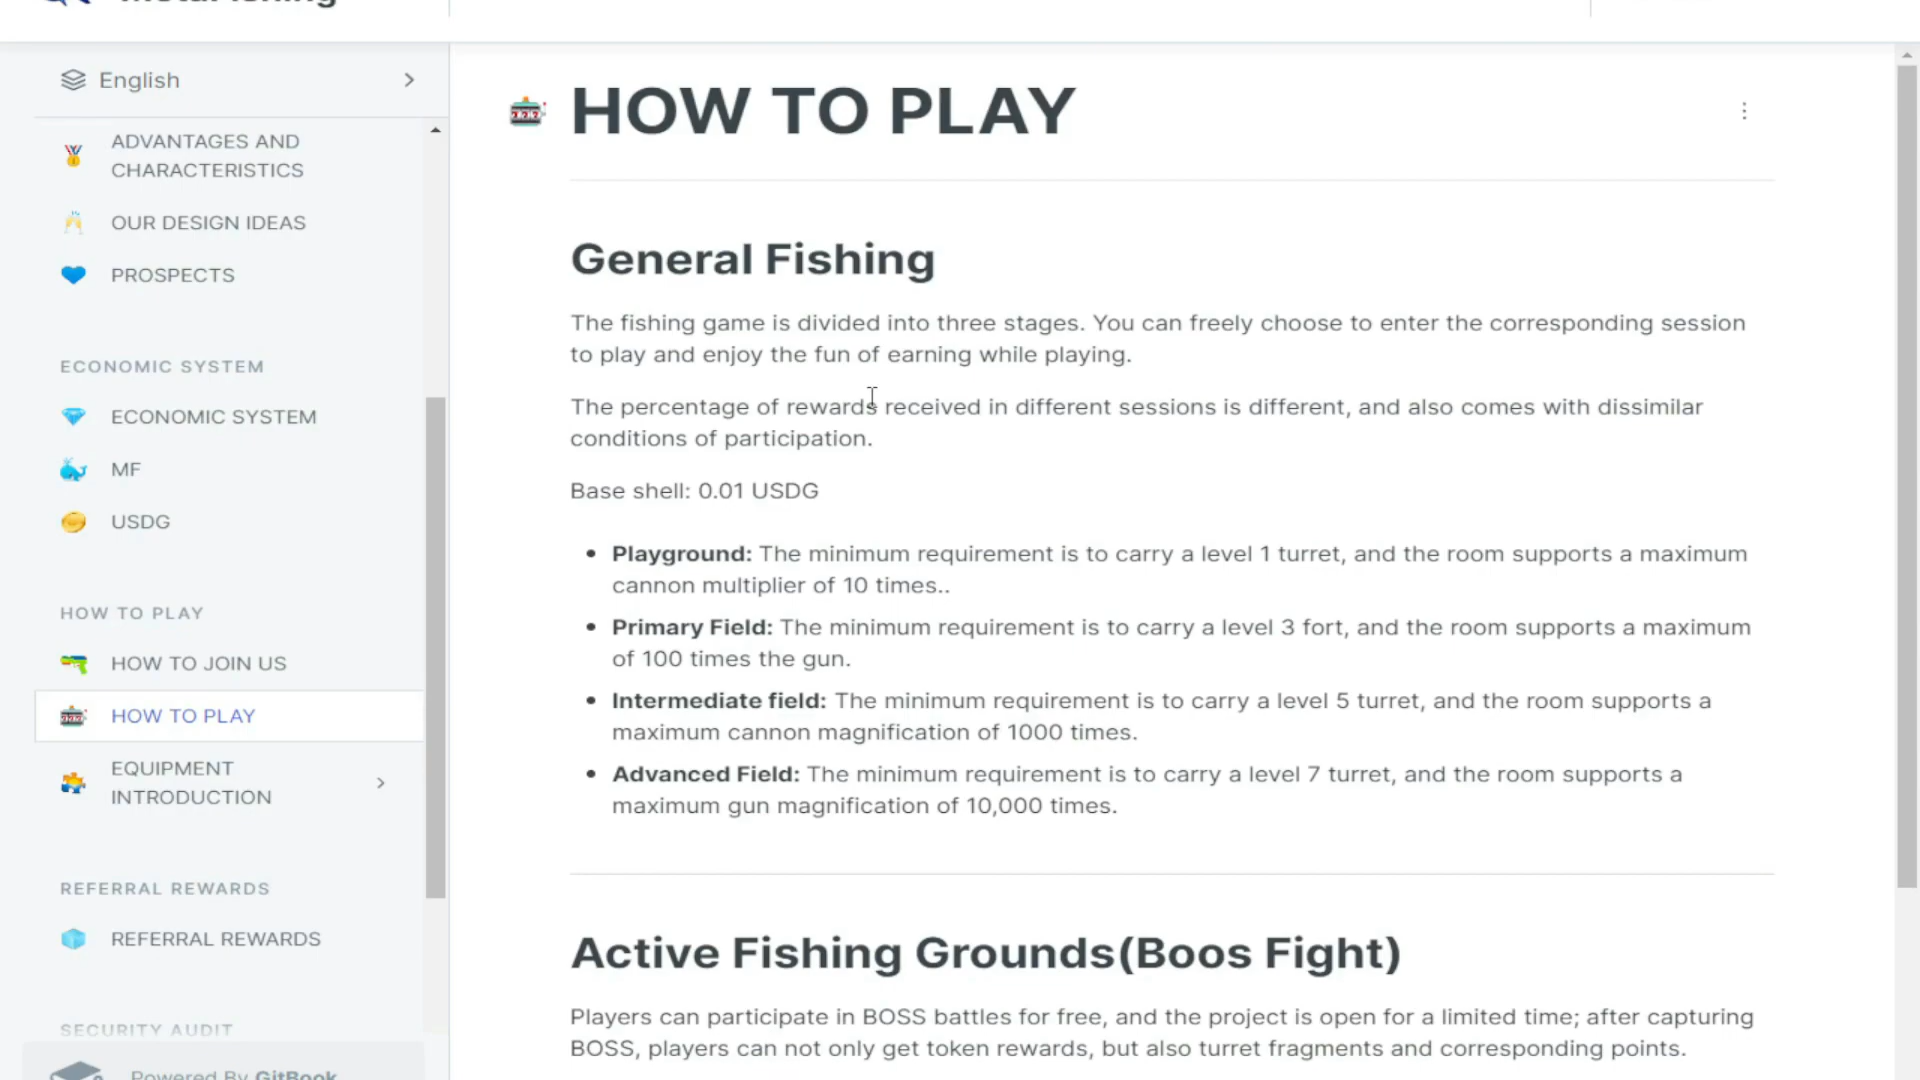 English
ADVANTAGES AND
CHARACTERISTICS
OUR DESIGN IDEAS
PROSPECTS
ECONOMIC SYSTEM
ECONOMIC SYSTEM
MF
USDG
HOW TO PLAY
HOW TO JOIN US
HOW TO PLAY
EQUIPMENT
INTRODUCTION
REFERRAL REWARDS
REFERRAL REWARDS
SECURITY AUDIT
Powered By GitBook
HOW TO PLAY
General Fishing
The fishing game is divided into three stages. You can freely choose to enter the corresponding session
to play and enjoy the fun of earning while playing.
The percentage of rewards received in different sessions is different, and also comes with dissimilar
conditions of participation.
Base shell: 0.01 USDG
• Playground: The minimum requirement is to carry a level 1 turret, and the room supports a maximum
cannon multiplier of 10 times..
• Primary Field: The minimum requirement is to carry a level 3 fort, and the room supports a maximum
of 100 times the gun.
• Intermediate field: The minimum requirement is to carry a level 5 turret, and the room supports a
maximum cannon magnification of 1000 times.
• Advanced Field: The minimum requirement is to carry a level 7 turret, and the room supports a
maximum gun magnification of 10,000 times.
Active Fishing Grounds(Boos Fight)
Players can participate in BOSS battles for free, and the project is open for a limited time; after capturing
BOSS, players can not only get token rewards, but also turret fragments and corresponding points.